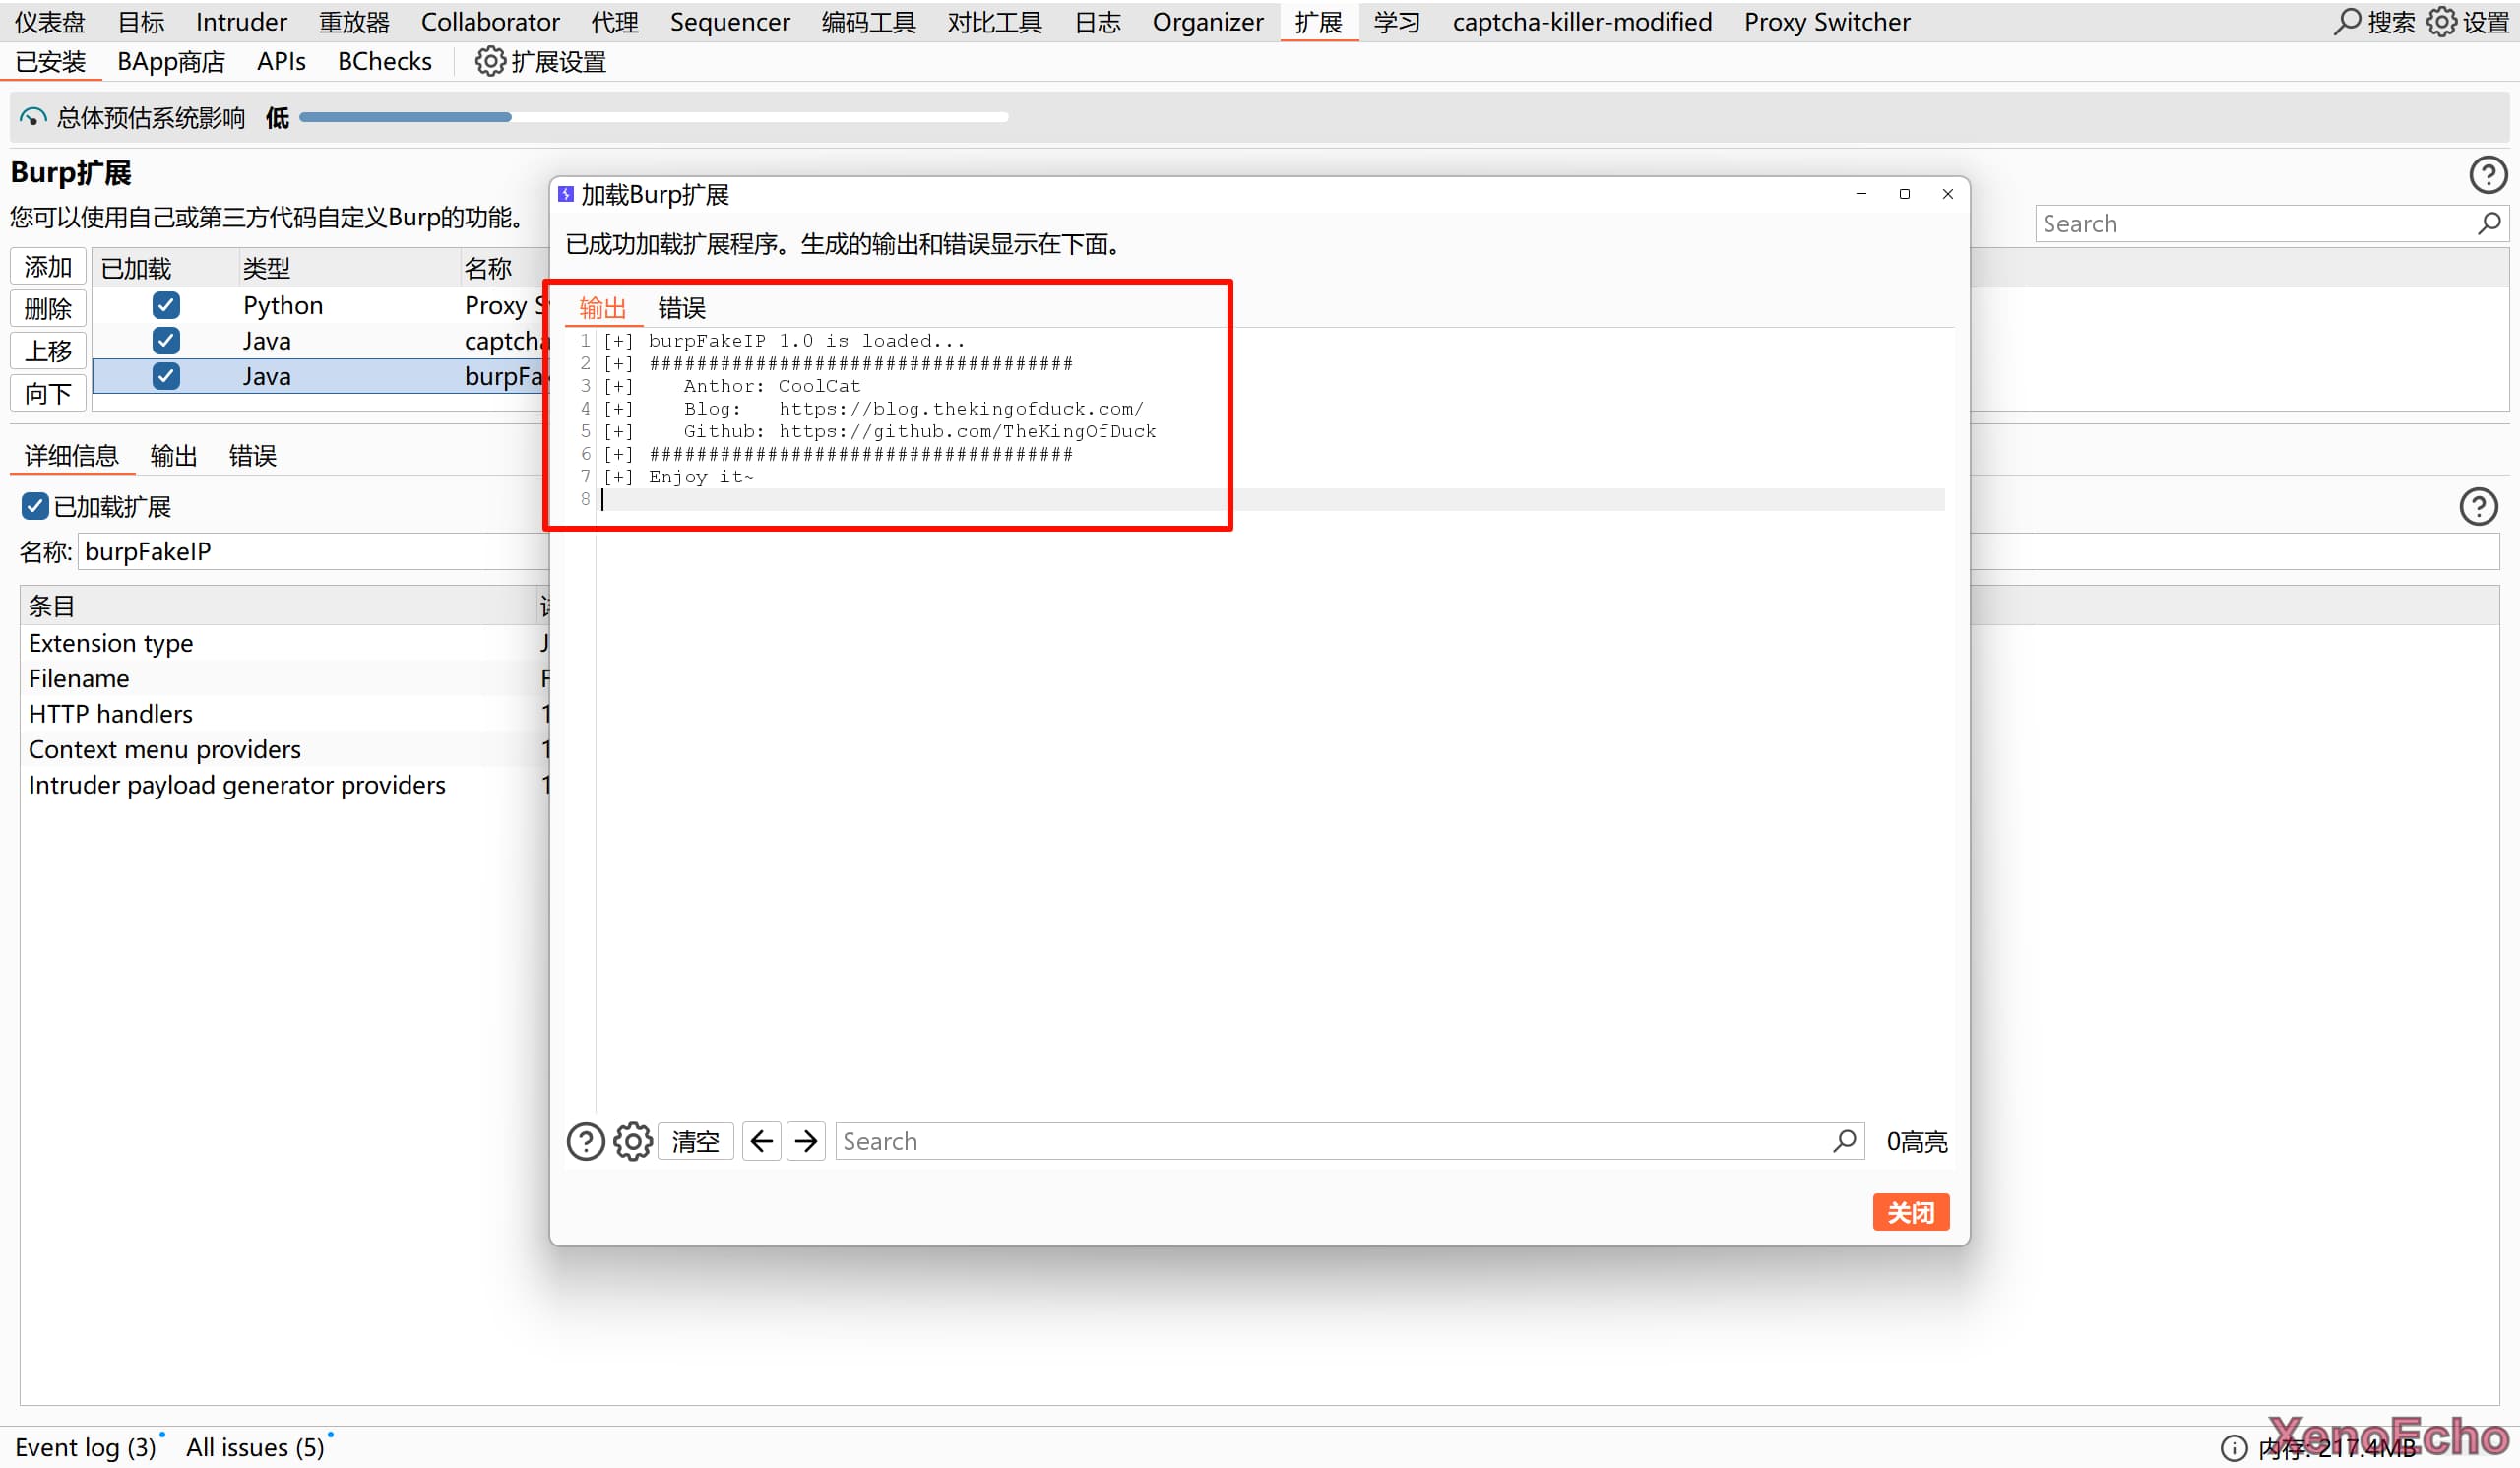 仪表盘 目标 Intruder 重放器 Collaborator 代理 Sequencer 编码工具 对比工具 日志 Organizer 扩展 学习 captcha-killer-modified Proxy Switcher 搜索 设置
已安装 BApp商店 APIs BChecks 扩展设置
总体预估系统影响 低
Burp扩展
您可以使用自己或第三方代码自定义Burp的功能。
Search
添加
删除
上移
向下
已加载 类型 名称
Python Proxy S
Java captcha
Java burpFa
详细信息 输出 错误
已加载扩展
名称: burpFakeIP
条目
Extension type
Filename
HTTP handlers
Context menu providers
Intruder payload generator providers
加载Burp扩展
已成功加载扩展程序。生成的输出和错误显示在下面。
输出 错误
1 [+] burpFakeIP 1.0 is loaded...
2 [+] ####################################
3 [+] Anthor: CoolCat
4 [+] Blog: https://blog.thekingofduck.com/
5 [+] Github: https://github.com/TheKingOfDuck
6 [+] ####################################
7 [+] Enjoy it~
8
清空 Search 0高亮
关闭
Event log (3) All issues (5)
内存: 217.4MB
XenoEcho